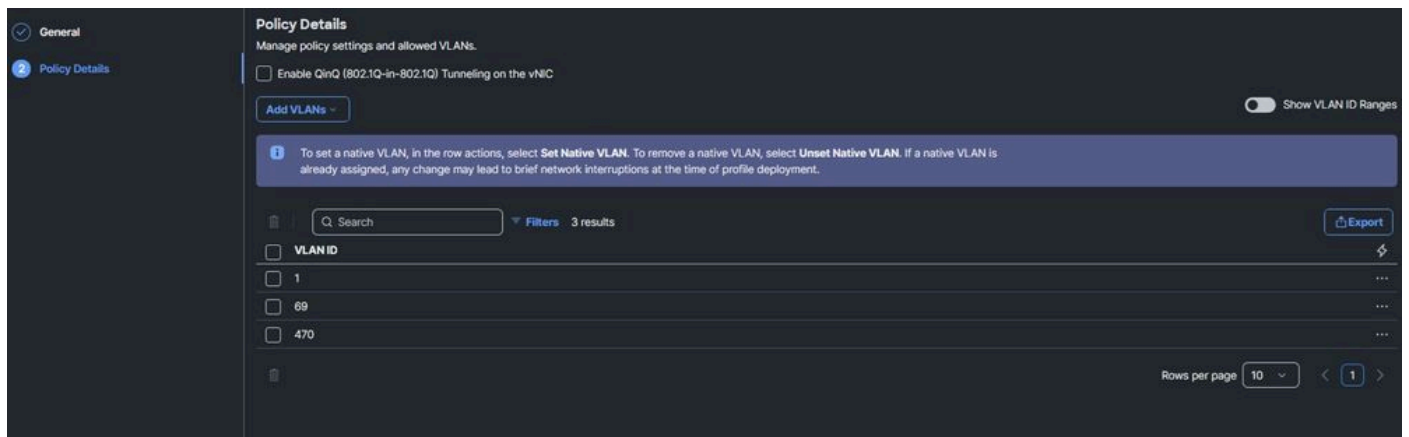 General
2 Policy Details
Policy Details
Manage policy settings and allowed VLANs.
Enable QinQ (802.1Q-in-802.1Q) Tunneling on the vNIC
Add VLANs
Show VLAN ID Ranges
To set a native VLAN, in the row actions, select Set Native VLAN. To remove a native VLAN, select Unset Native VLAN. If a native VLAN is
already assigned, any change may lead to brief network interruptions at the time of profile deployment.
Search Filters 3 results Export
VLAN ID
1
69
470
Rows per page 10 1